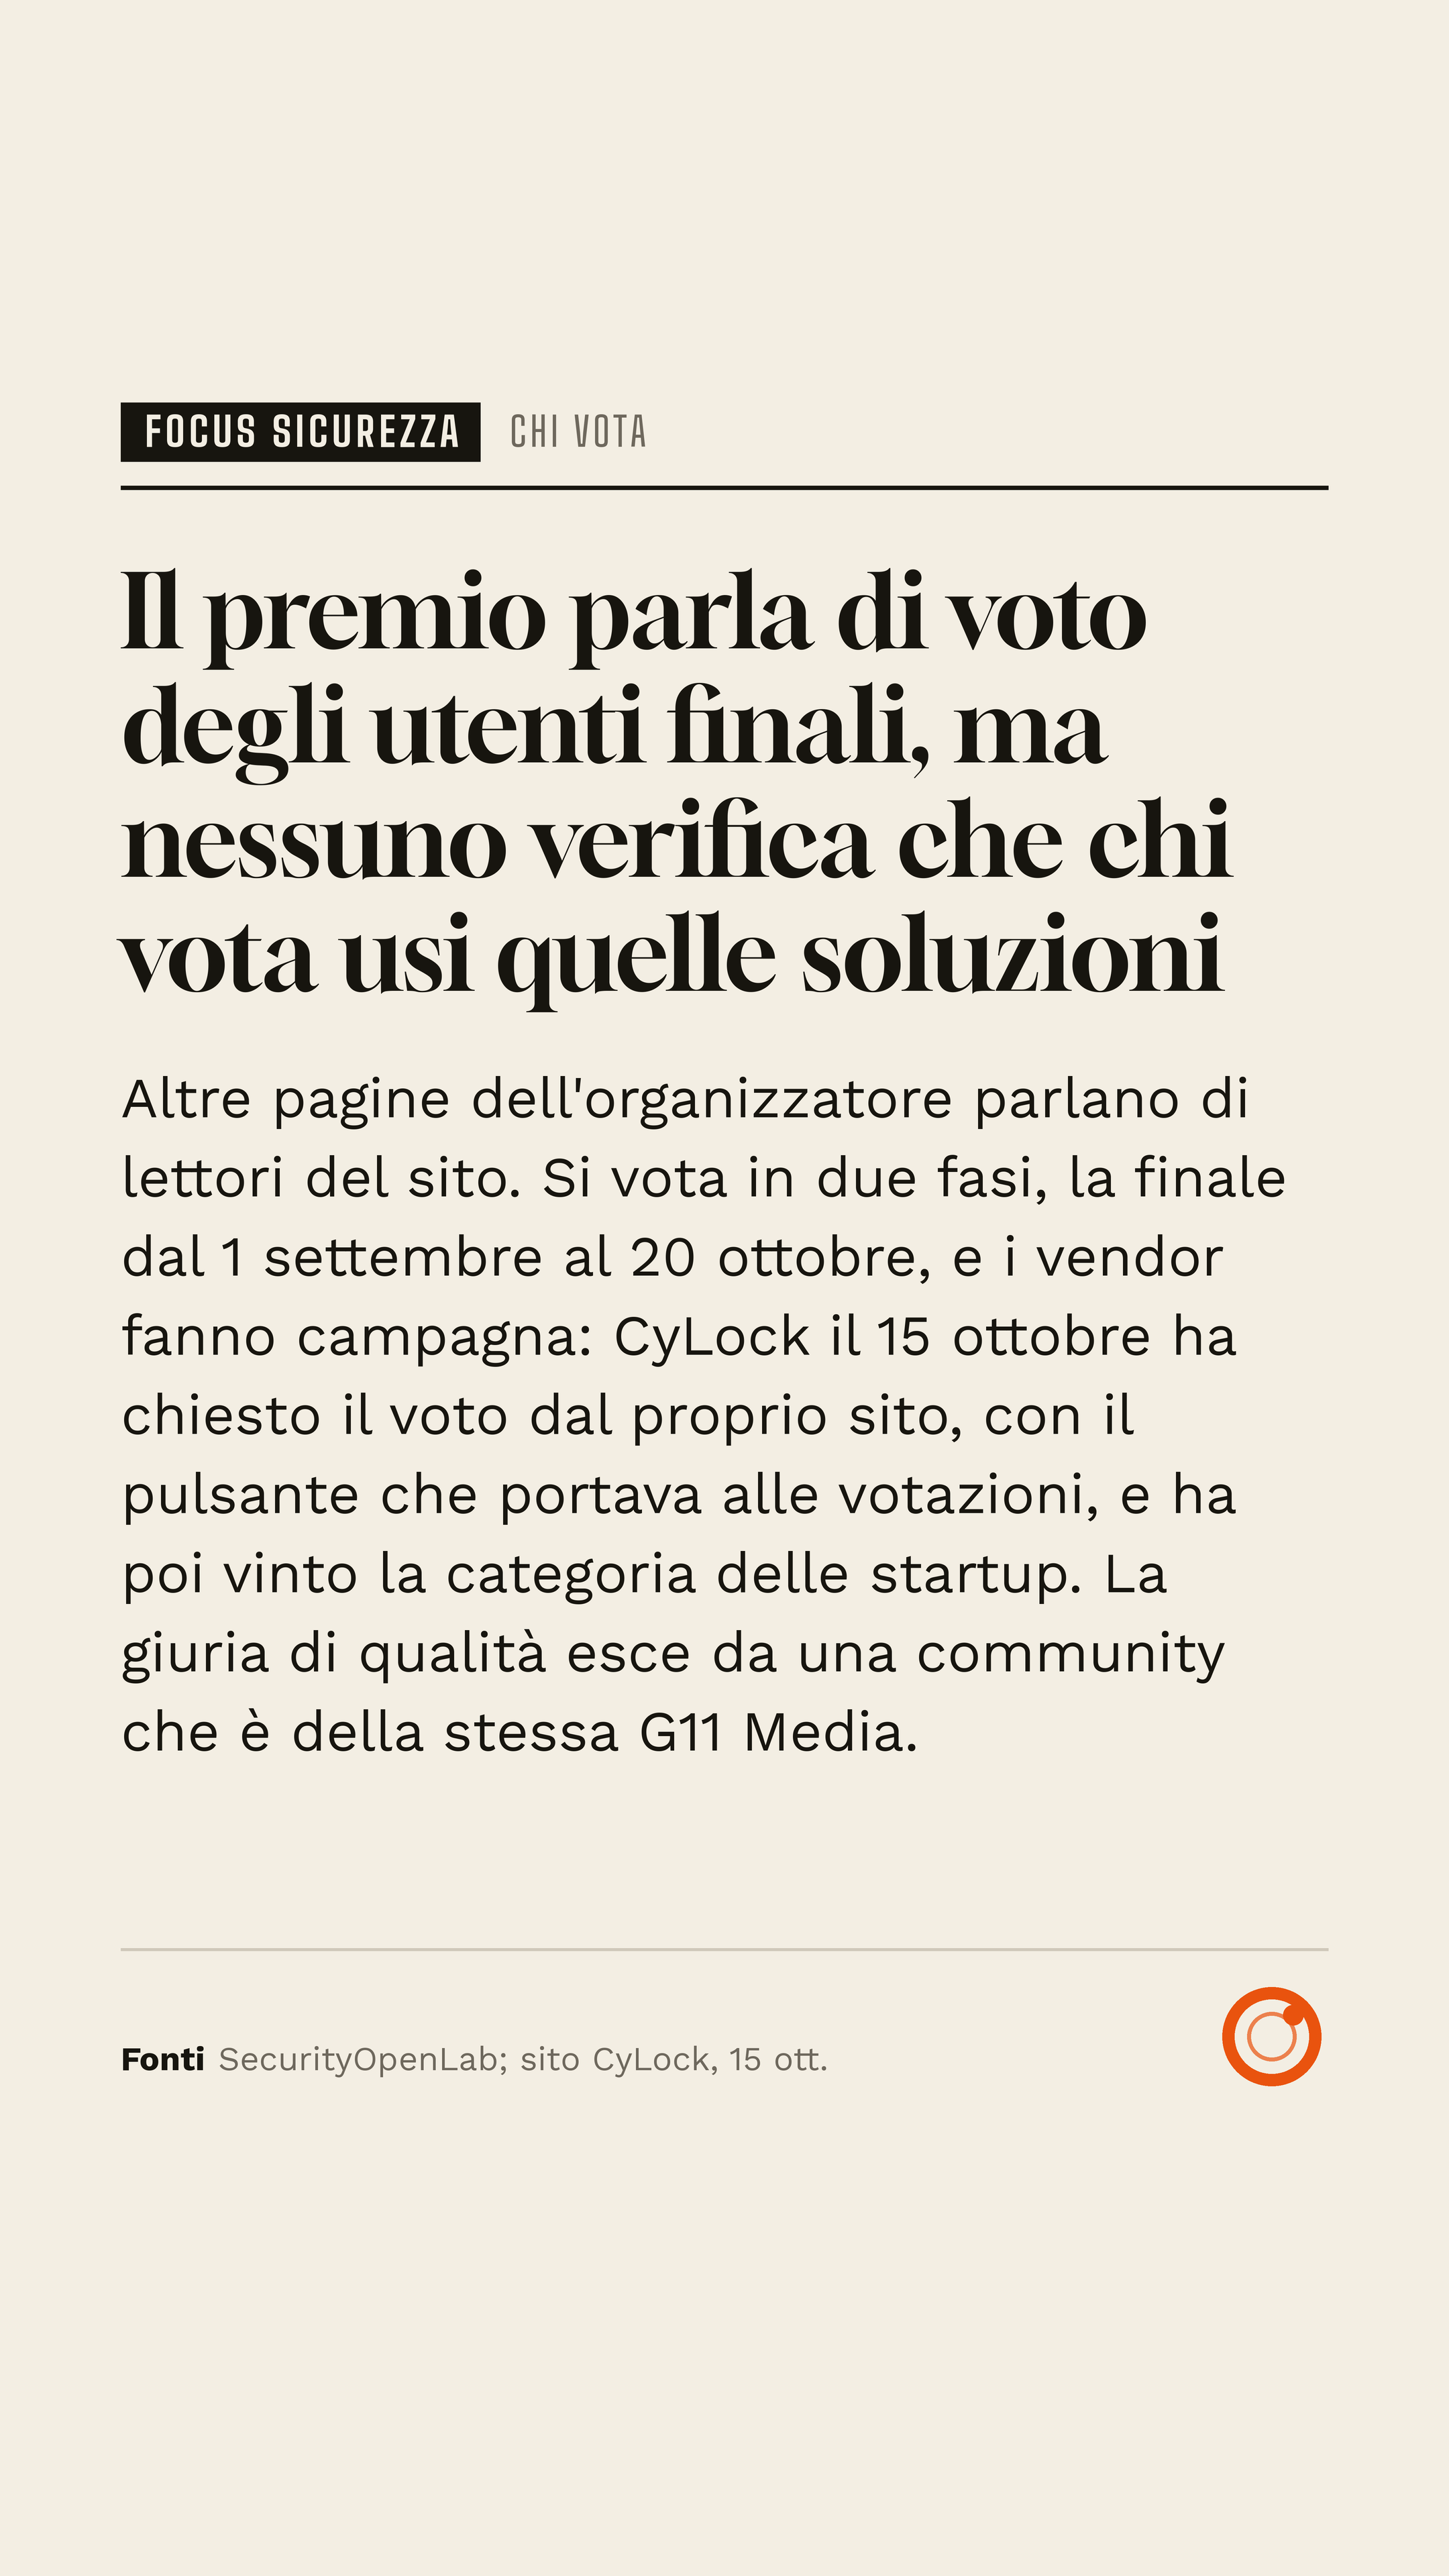 FOCUS SICUREZZA CHI VOTA
Il premio parla di voto
degli utenti finali, ma
nessuno verifica che chi
vota usi quelle soluzioni
Altre pagine dell'organizzatore parlano di
lettori del sito. Si vota in due fasi, la finale
dal 1 settembre al 20 ottobre, e i vendor
fanno campagna: CyLock il 15 ottobre ha
chiesto il voto dal proprio sito, con il
pulsante che portava alle votazioni, e ha
poi vinto la categoria delle startup. La
giuria di qualità esce da una community
che è della stessa G11 Media.
Fonti SecurityOpenLab; sito CyLock, 15 ott.